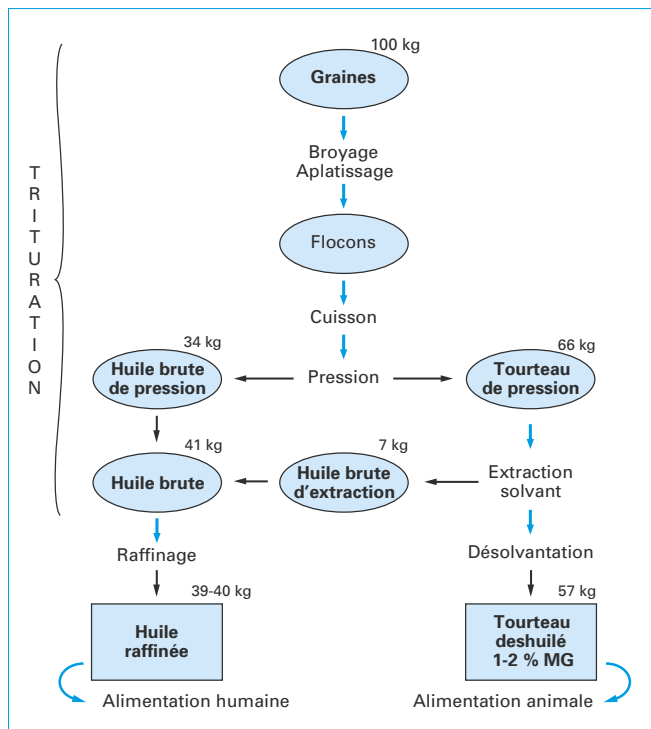 100 kg
Graines
Broyage
Aplatissage
Flocons
Cuisson
TRITURATION
34 kg
Huile brute
de pression
Pression
66 kg
Tourteau
de pression
41 kg
Huile brute
7 kg
Huile brute
d'extraction
Extraction
solvant
Raffinage
Désolvantation
39-40 kg
Huile
raffinée
57 kg
Tourteau
deshuilé
1-2 % MG
Alimentation humaine
Alimentation animale